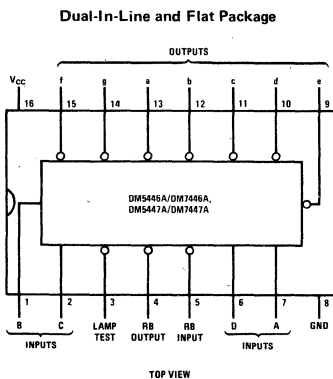 Dual-In-Line and Flat Package
OUTPUTS
VCC f g a b c d e
16 15 14 13 12 11 10 9
DM5446A/DM7446A,
DM5447A/DM7447A
1 2 3 4 5 6 7 8
B C LAMP TEST RB OUTPUT RB INPUT D A GND
INPUTS INPUTS
TOP VIEW